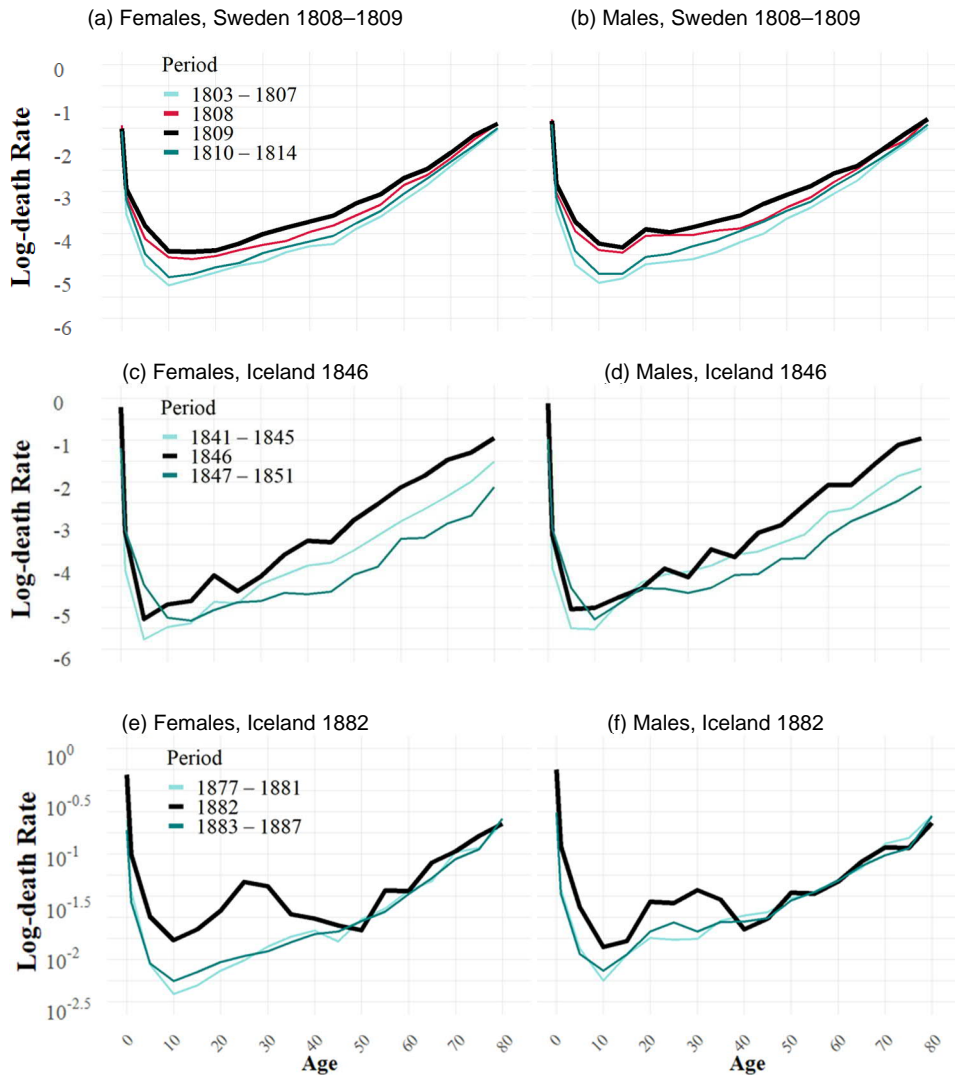 (a) Females, Sweden 1808–1809
(b) Males, Sweden 1808–1809
Log-death Rate
0
-1
-2
-3
-4
-5
-6
Period
1803 – 1807
1808
1809
1810 – 1814
(c) Females, Iceland 1846
(d) Males, Iceland 1846
Log-death Rate
0
-1
-2
-3
-4
-5
-6
Period
1841 – 1845
1846
1847 – 1851
(e) Females, Iceland 1882
(f) Males, Iceland 1882
Log-death Rate
10^0
10^-0.5
10^-1
10^-1.5
10^-2
10^-2.5
Period
1877 – 1881
1882
1883 – 1887
0 10 20 30 40 50 60 70 80
Age
0 10 20 30 40 50 60 70 80
Age